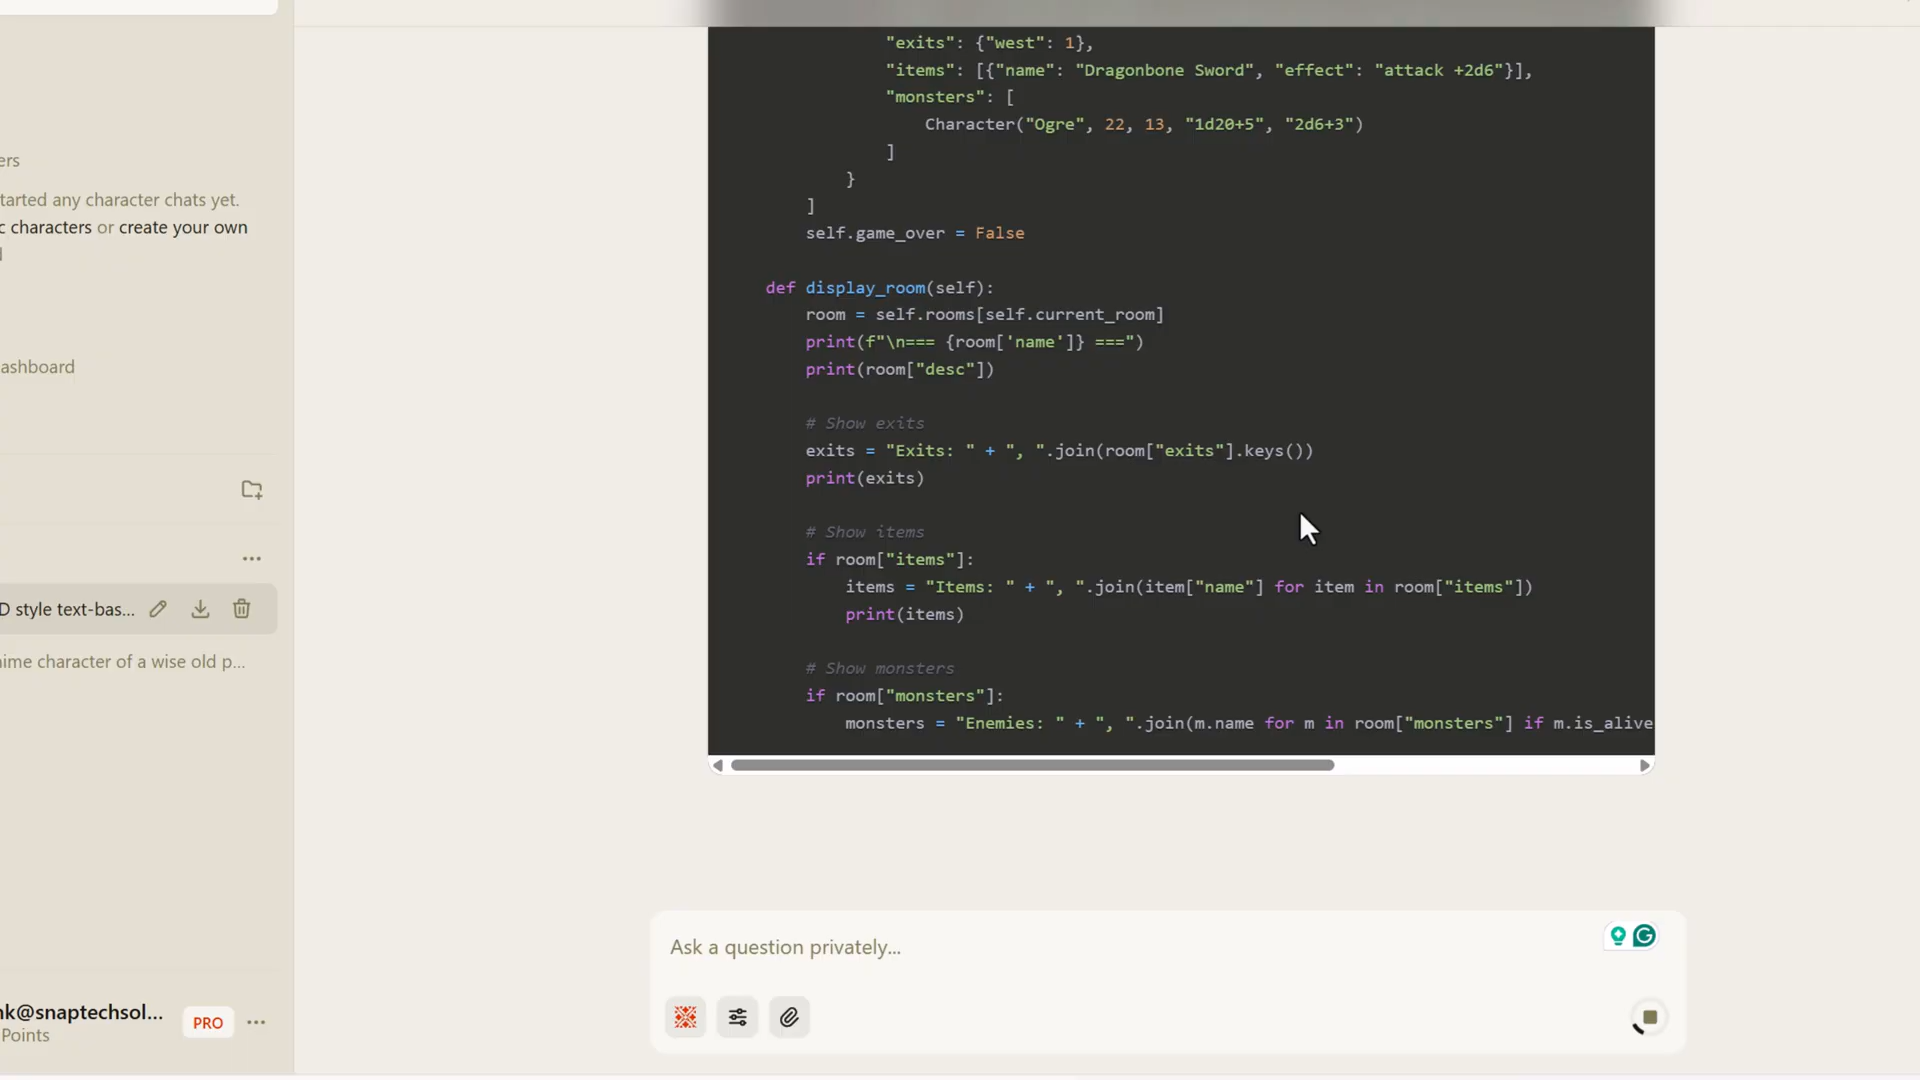 "exits": {"west": 1},
"items": [{"name": "Dragonbone Sword", "effect": "attack +2d6"}],
"monsters": [
Character("Ogre", 22, 13, "1d20+5", "2d6+3")
]
}
]
self.game_over = False
def display_room(self):
room = self.rooms[self.current_room]
print(f"\n=== {room['name']} ===")
print(room["desc"])
# Show exits
exits = "Exits: " + ", ".join(room["exits"].keys())
print(exits)
# Show items
if room["items"]:
items = "Items: " + ", ".join(item["name"] for item in room["items"])
print(items)
# Show monsters
if room["monsters"]:
monsters = "Enemies: " + ", ".join(m.name for m in room["monsters"] if m.is_alive
ers
tarted any character chats yet.
c characters or create your own
ashboard
D style text-bas...
nime character of a wise old p...
nk@snaptechsol...
Points
PRO
Ask a question privately...